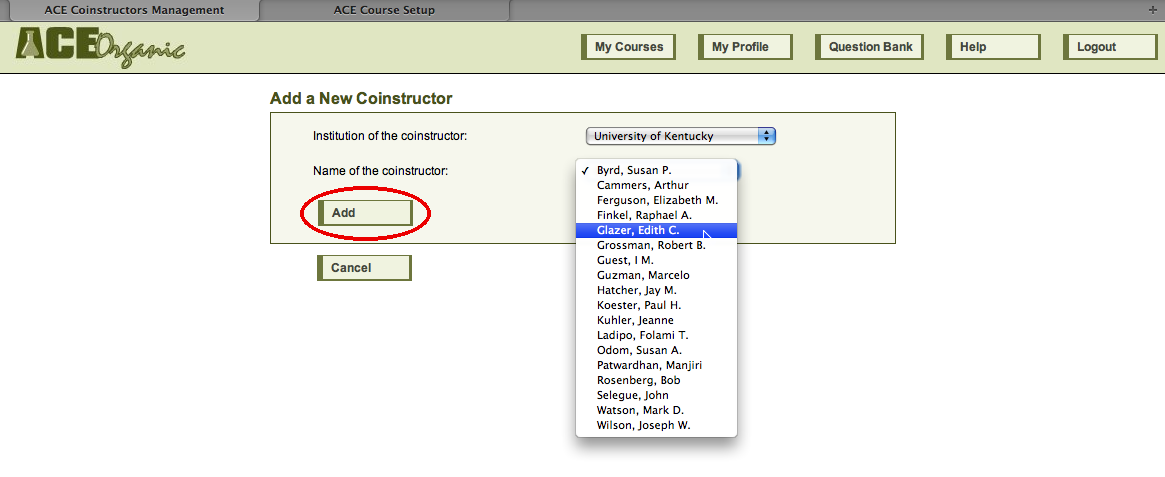 ACE Coinstructors Management
ACE Course Setup
+
ACE Organic
My Courses
My Profile
Question Bank
Help
Logout
Add a New Coinstructor
Institution of the coinstructor:
University of Kentucky
Name of the coinstructor:
✓ Byrd, Susan P.
Cammers, Arthur
Ferguson, Elizabeth M.
Finkel, Raphael A.
Glazer, Edith C.
Grossman, Robert B.
Guest, I M.
Guzman, Marcelo
Hatcher, Jay M.
Koester, Paul H.
Kuhler, Jeanne
Ladipo, Folami T.
Odom, Susan A.
Patwardhan, Manjiri
Rosenberg, Bob
Selegue, John
Watson, Mark D.
Wilson, Joseph W.
Add
Cancel